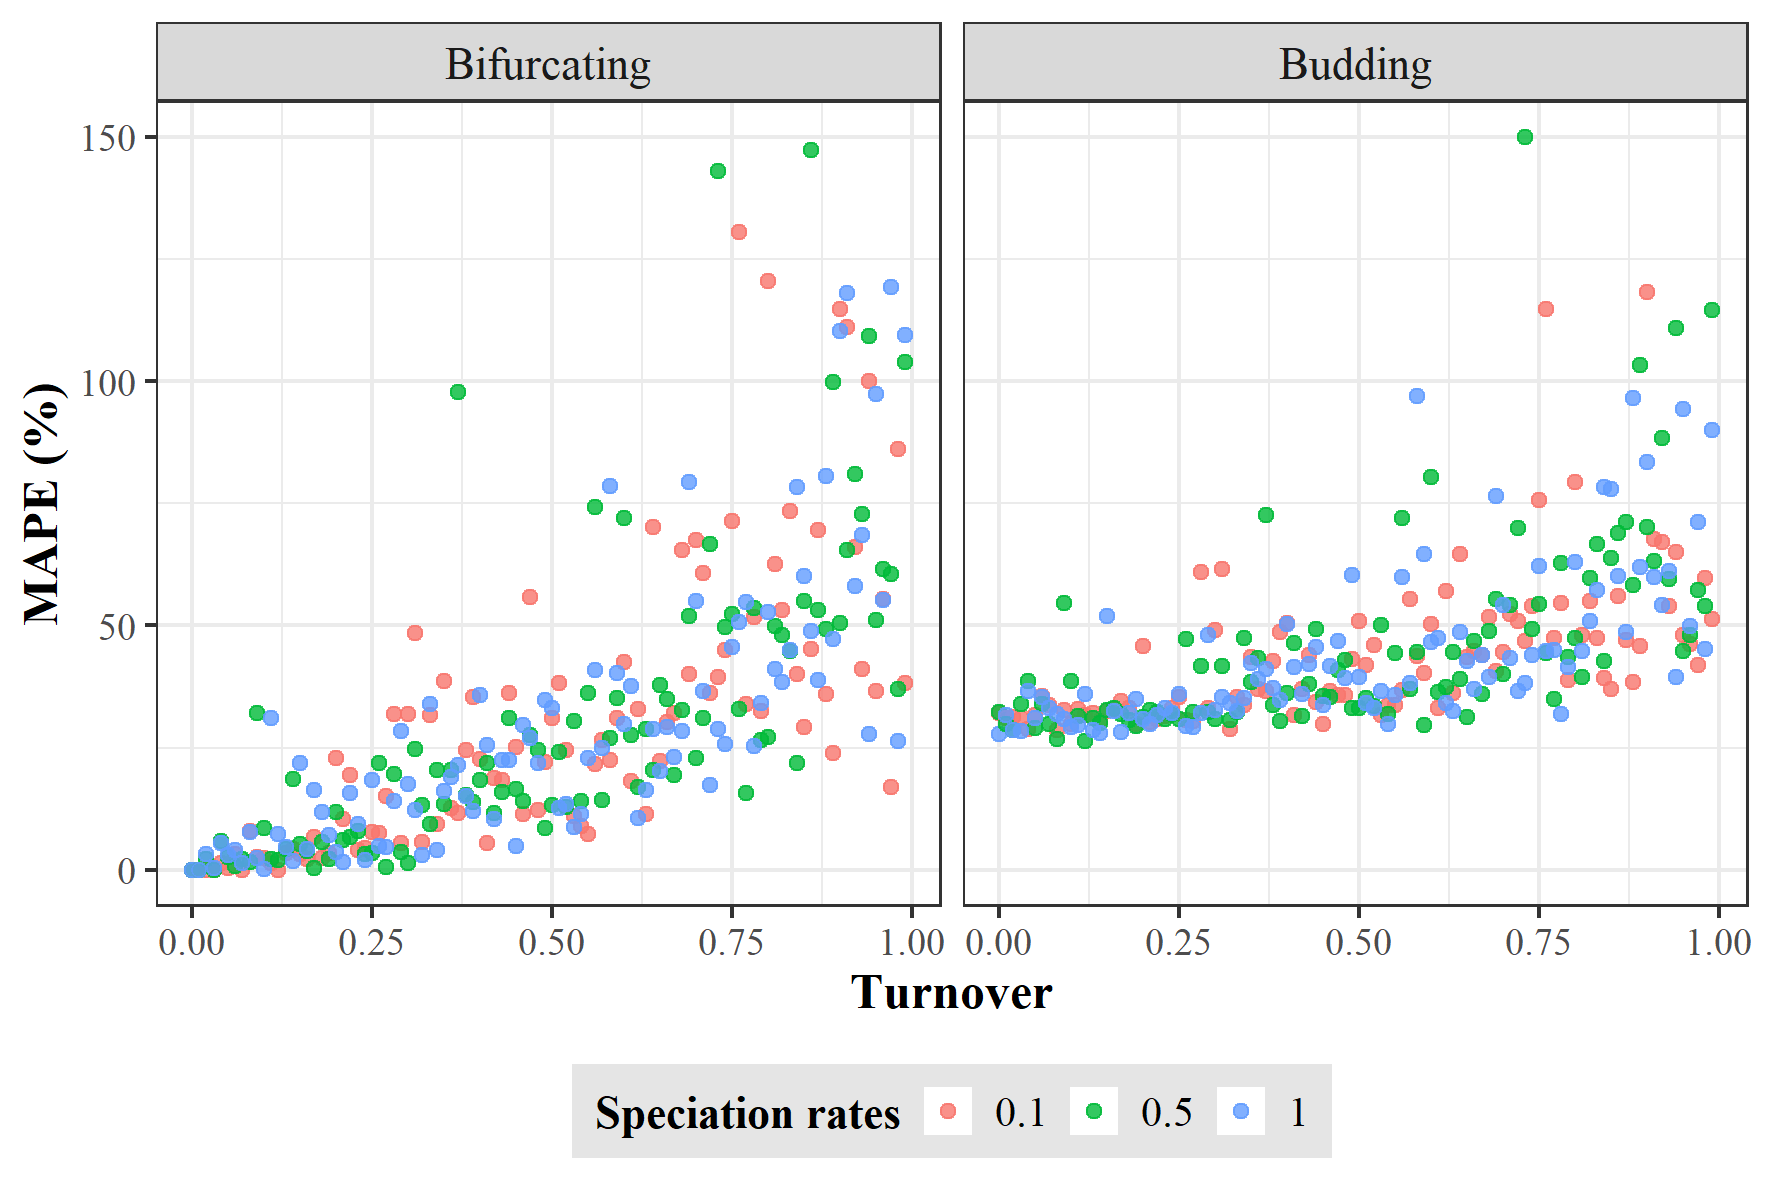 Bifurcating Budding
150
100
50
0
MAPE (%)
0.00 0.25 0.50 0.75 1.00 0.00 0.25 0.50 0.75 1.00
Turnover
Speciation rates 0.1 0.5 1